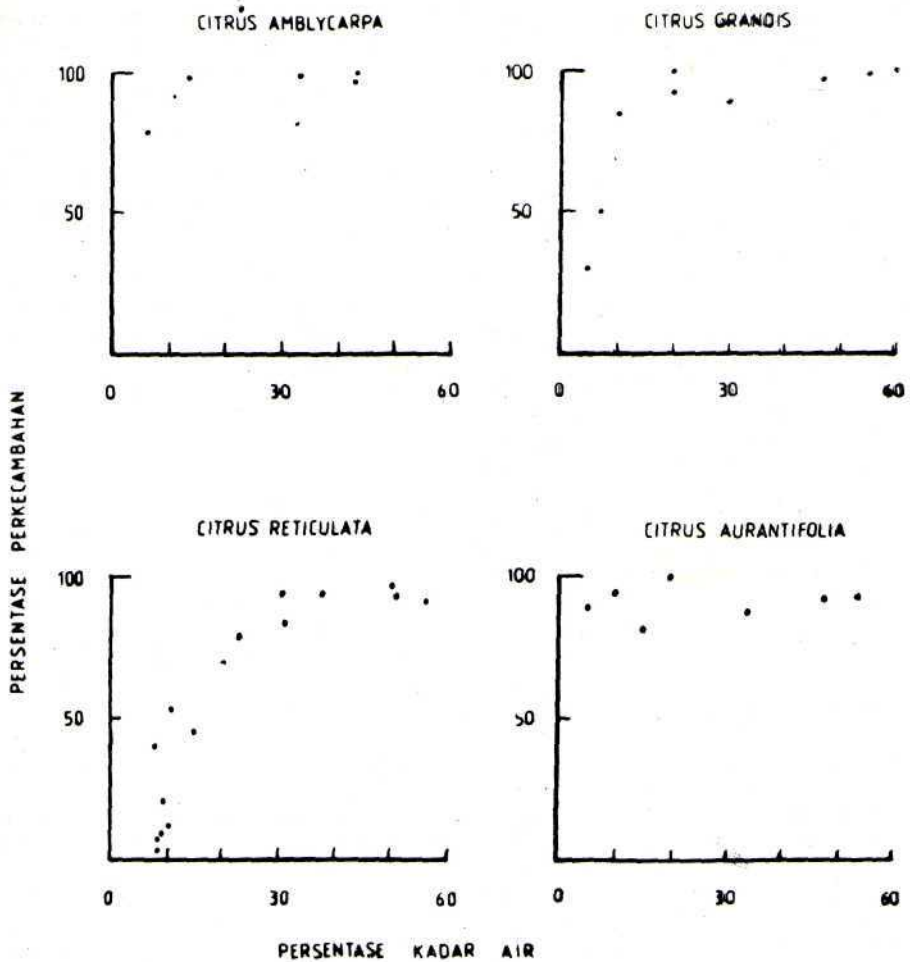 CITRUS AMBLYCARPA
100
50
0 30 60
CITRUS GRANDIS
100
50
0 30 60
PERSENTASE PERKECAMBAHAN
CITRUS RETICULATA
100
50
0 30 60
CITRUS AURANTIFOLIA
100
50
0 30 60
PERSENTASE KADAR AIR